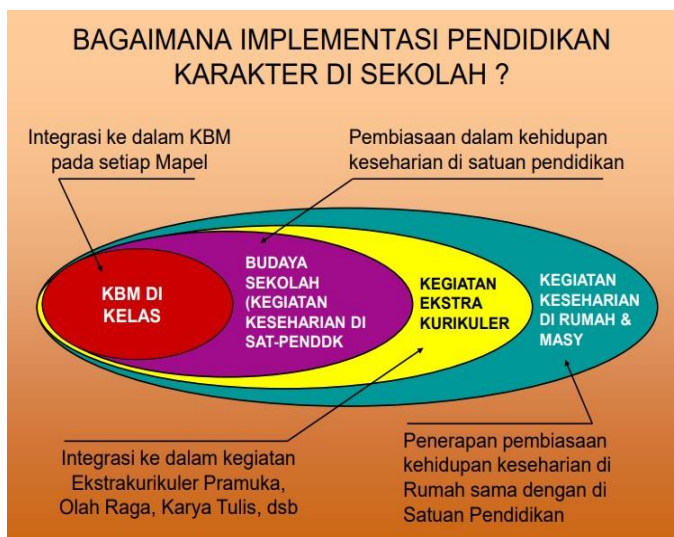 BAGAIMANA IMPLEMENTASI PENDIDIKAN
KARAKTER DI SEKOLAH ?
Integrasi ke dalam KBM
pada setiap Mapel
Pembiasaan dalam kehidupan
keseharian di satuan pendidikan
KBM DI
KELAS
BUDAYA
SEKOLAH
(KEGIATAN
KESEHARIAN DI
SAT-PENDDK
KEGIATAN
EKSTRA
KURIKULER
KEGIATAN
KESEHARIAN
DI RUMAH &
MASY
Integrasi ke dalam kegiatan
Ekstrakurikuler Pramuka,
Olah Raga, Karya Tulis, dsb
Penerapan pembiasaan
kehidupan keseharian di
Rumah sama dengan di
Satuan Pendidikan